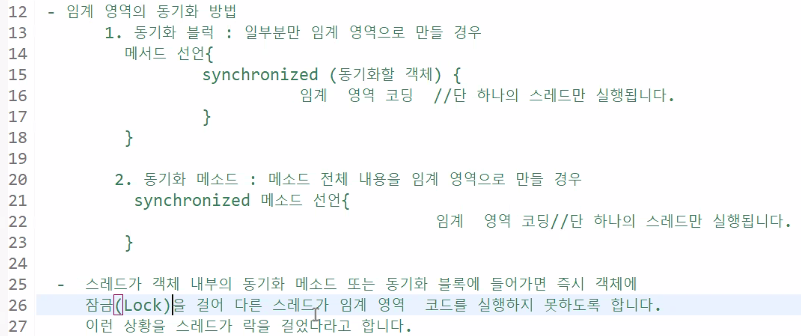 12 - 임계 영역의 동기화 방법
13 1. 동기화 블럭 : 일부분만 임계 영역으로 만들 경우
14 메서드 선언{
15 synchronized (동기화할 객체) {
16 임계 영역 코딩 //단 하나의 스레드만 실행됩니다.
17 }
18 }
19
20 2. 동기화 메소드 : 메소드 전체 내용을 임계 영역으로 만들 경우
21 synchronized 메소드 선언{
22 임계 영역 코딩//단 하나의 스레드만 실행됩니다.
23 }
24
25 - 스레드가 객체 내부의 동기화 메소드 또는 동기화 블록에 들어가면 즉시 객체에
26 잠금(Lock)을 걸어 다른 스레드가 임계 영역 코드를 실행하지 못하도록 합니다.
27 이런 상황을 스레드가 락을 걸었다라고 합니다.